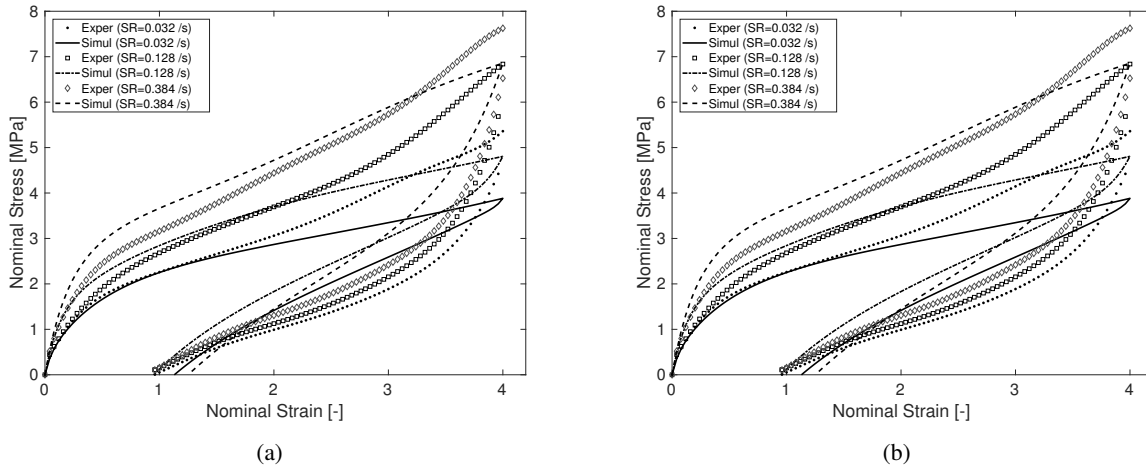 8
7
6
5
4
3
2
1
0
Nominal Stress [MPa]
Exper (SR=0.032 /s)
Simul (SR=0.032 /s)
Exper (SR=0.128 /s)
Simul (SR=0.128 /s)
Exper (SR=0.384 /s)
Simul (SR=0.384 /s)
0 1 2 3 4
Nominal Strain [-]
(a)
8
7
6
5
4
3
2
1
0
Nominal Stress [MPa]
Exper (SR=0.032 /s)
Simul (SR=0.032 /s)
Exper (SR=0.128 /s)
Simul (SR=0.128 /s)
Exper (SR=0.384 /s)
Simul (SR=0.384 /s)
0 1 2 3 4
Nominal Strain [-]
(b)